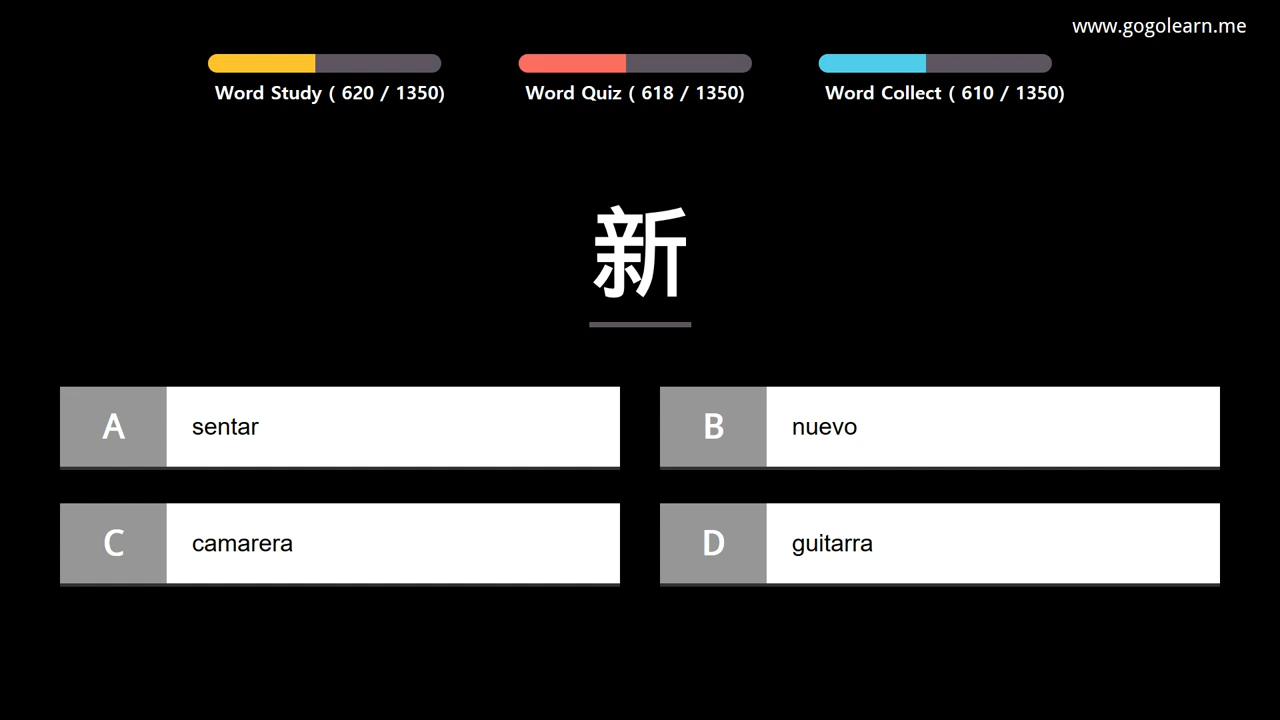 www.gogolearn.me
Word Study ( 620 / 1350)
Word Quiz ( 618 / 1350)
Word Collect ( 610 / 1350)
新
A sentar
B nuevo
C camarera
D guitarra